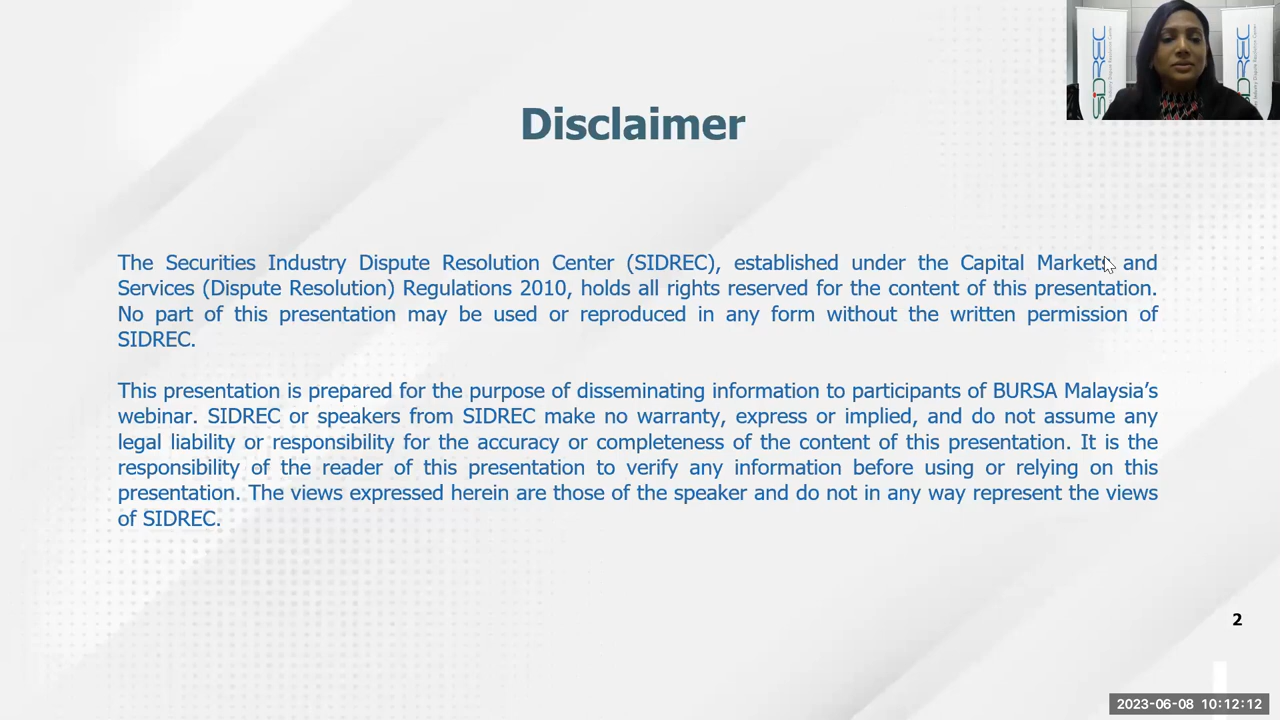 SIDREC
SIDREC
Disclaimer
The Securities Industry Dispute Resolution Center (SIDREC), established under the Capital Markets and
Services (Dispute Resolution) Regulations 2010, holds all rights reserved for the content of this presentation.
No part of this presentation may be used or reproduced in any form without the written permission of
SIDREC.
This presentation is prepared for the purpose of disseminating information to participants of BURSA Malaysia’s
webinar. SIDREC or speakers from SIDREC make no warranty, express or implied, and do not assume any
legal liability or responsibility for the accuracy or completeness of the content of this presentation. It is the
responsibility of the reader of this presentation to verify any information before using or relying on this
presentation. The views expressed herein are those of the speaker and do not in any way represent the views
of SIDREC.
2
2023-06-08 10:12:12